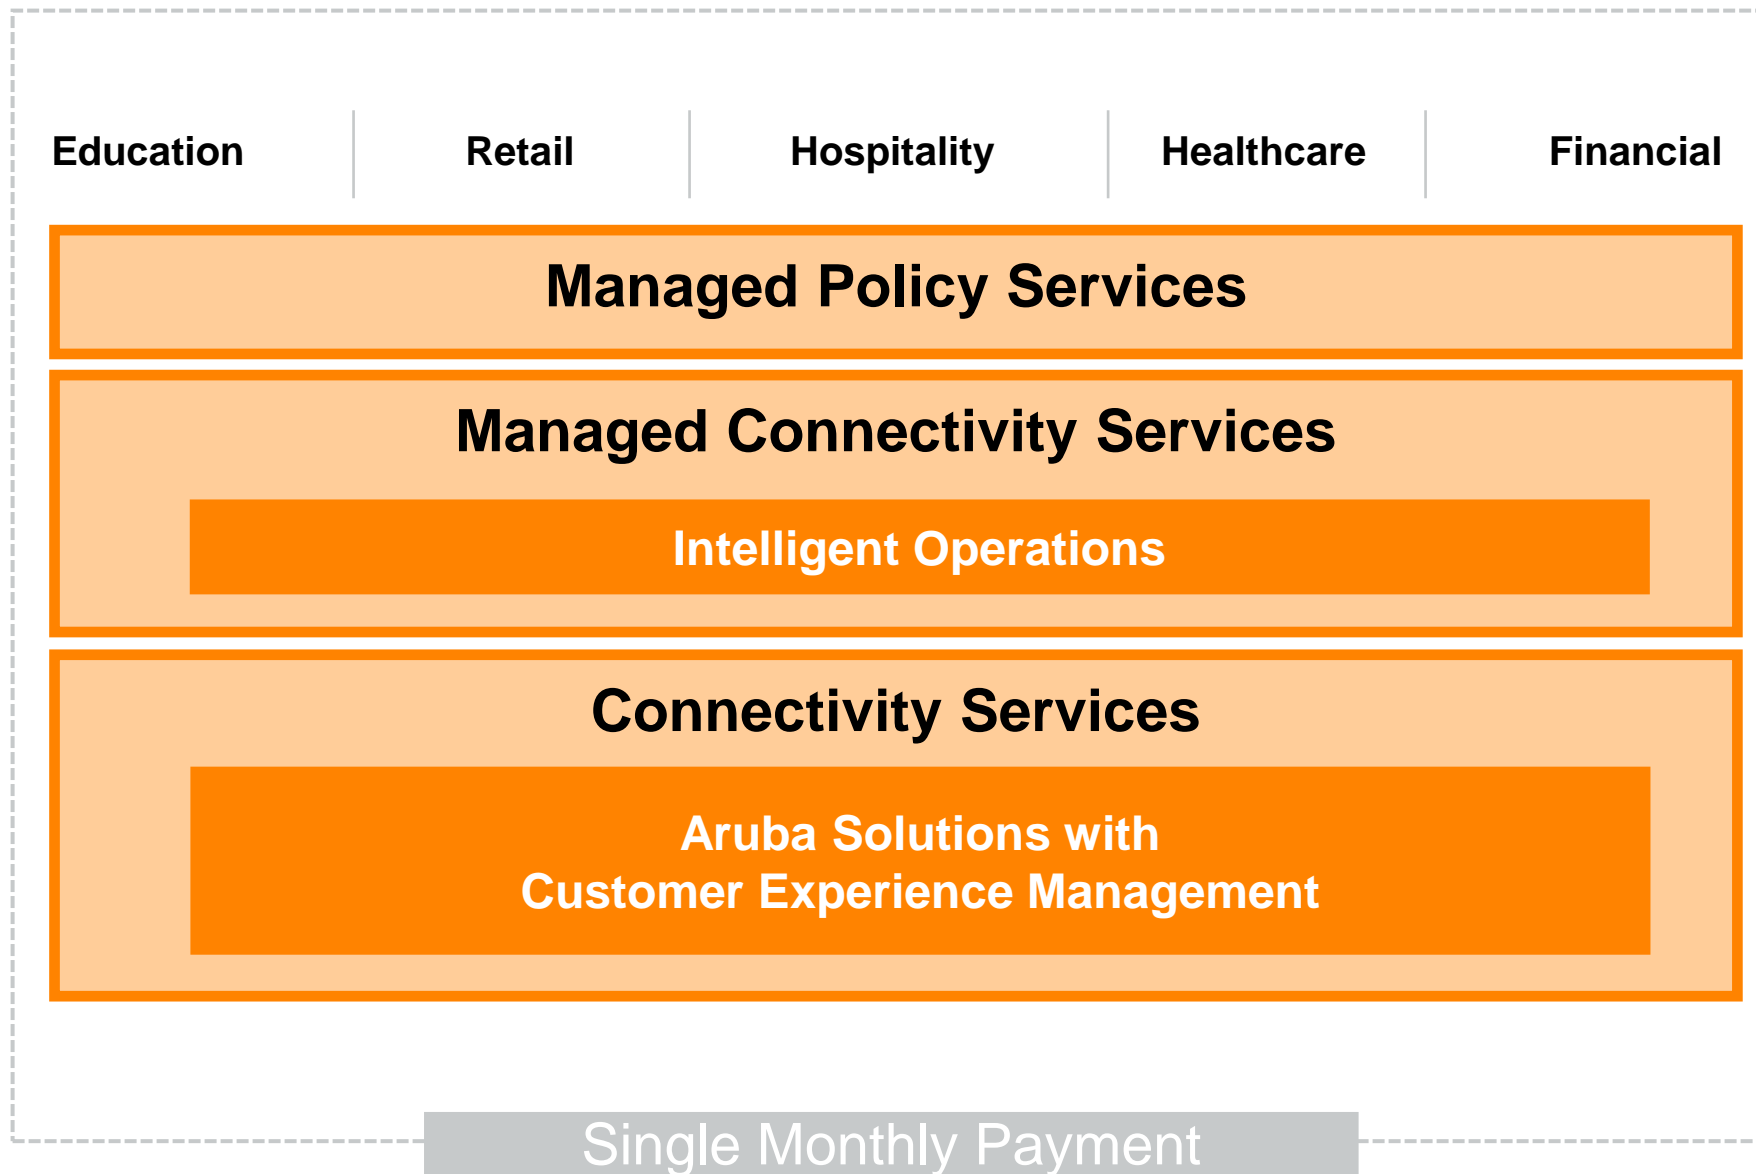 Education
Retail
Hospitality
Healthcare
Financial
Managed Policy Services
Managed Connectivity Services
Intelligent Operations
Connectivity Services
Aruba Solutions with
Customer Experience Management
Single Monthly Payment